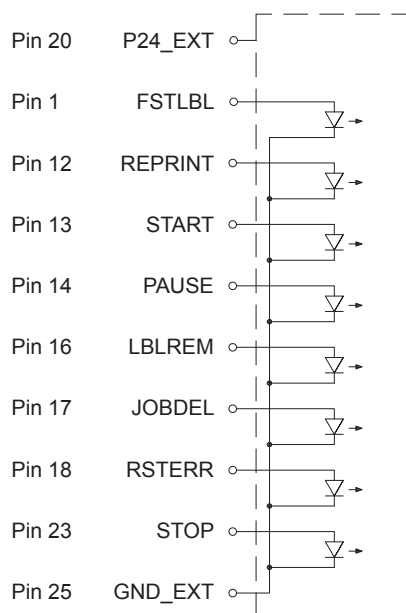 Pin 20 P24_EXT
Pin 1 FSTLBL
Pin 12 REPRINT
Pin 13 START
Pin 14 PAUSE
Pin 16 LBLREM
Pin 17 JOBDEL
Pin 18 RSTERR
Pin 23 STOP
Pin 25 GND_EXT